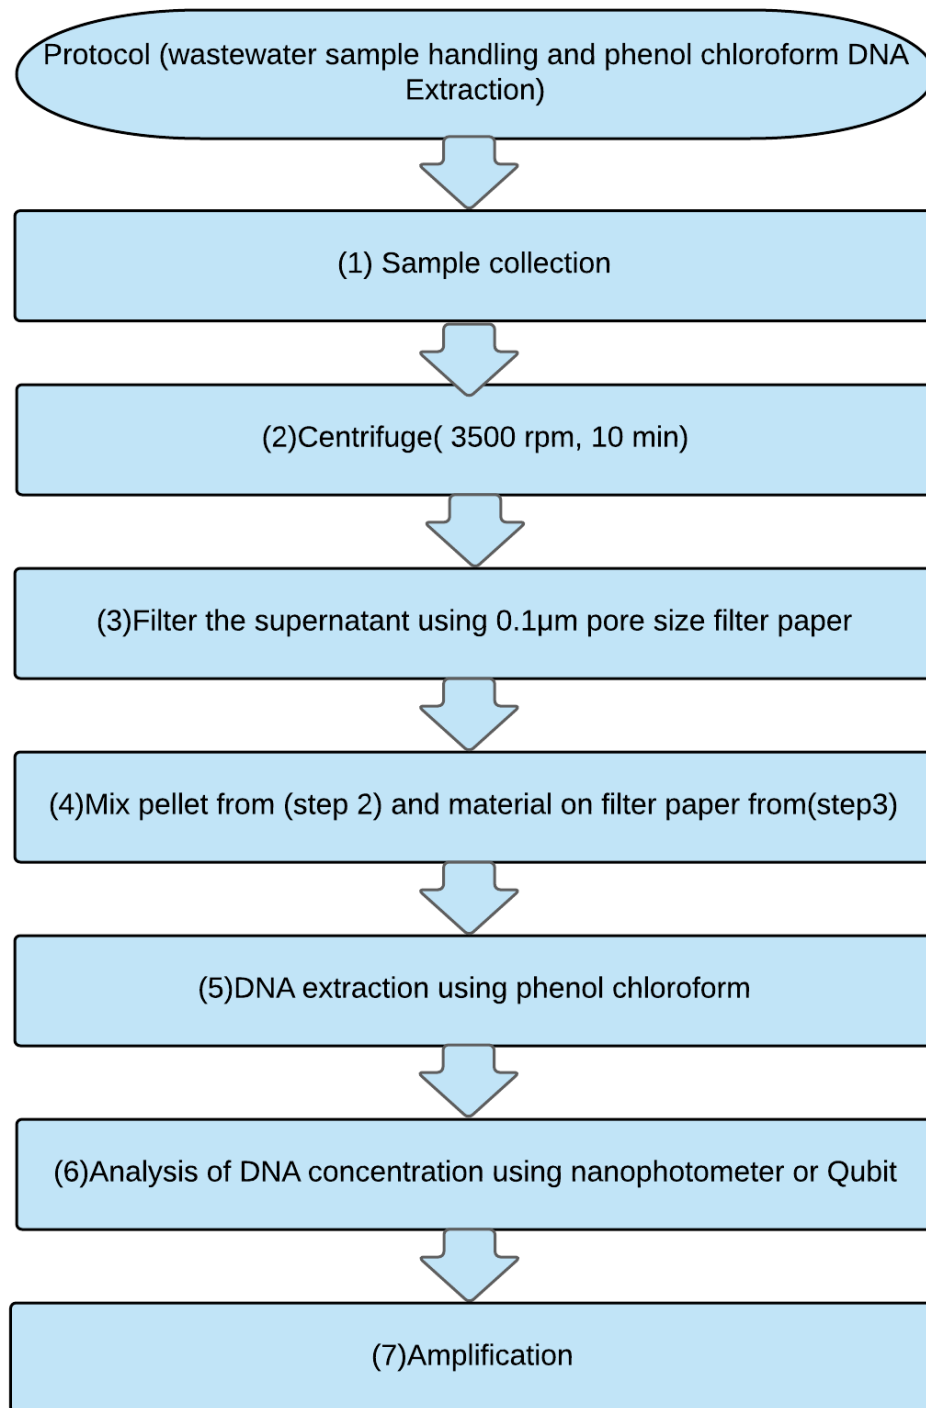 Protocol (wastewater sample handling and phenol chloroform DNA
Extraction)
(1) Sample collection
(2)Centrifuge( 3500 rpm, 10 min)
(3)Filter the supernatant using 0.1μm pore size filter paper
(4)Mix pellet from (step 2) and material on filter paper from(step3)
(5)DNA extraction using phenol chloroform
(6)Analysis of DNA concentration using nanophotometer or Qubit
(7)Amplification